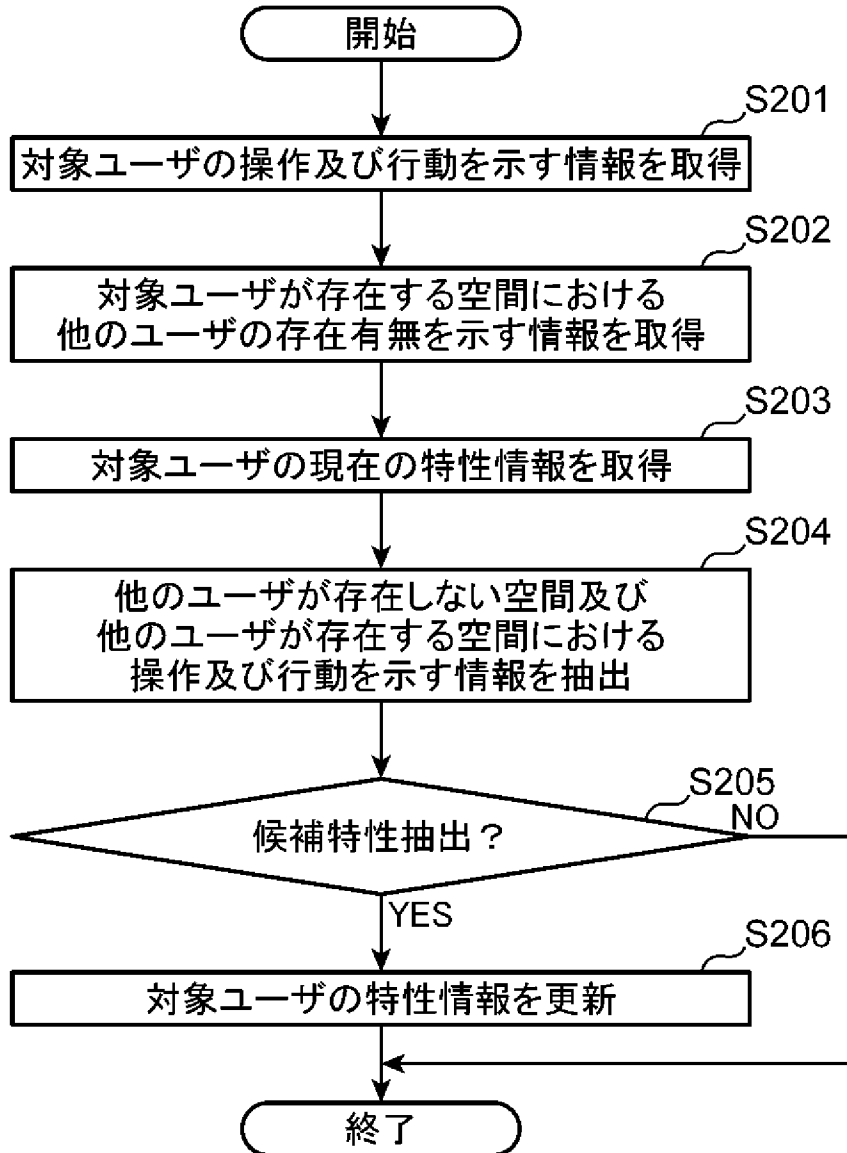 開始
S201
対象ユーザの操作及び行動を示す情報を取得
S202
対象ユーザが存在する空間における
他のユーザの存在有無を示す情報を取得
S203
対象ユーザの現在の特性情報を取得
S204
他のユーザが存在しない空間及び
他のユーザが存在する空間における
操作及び行動を示す情報を抽出
S205
候補特性抽出？
NO
YES
S206
対象ユーザの特性情報を更新
終了